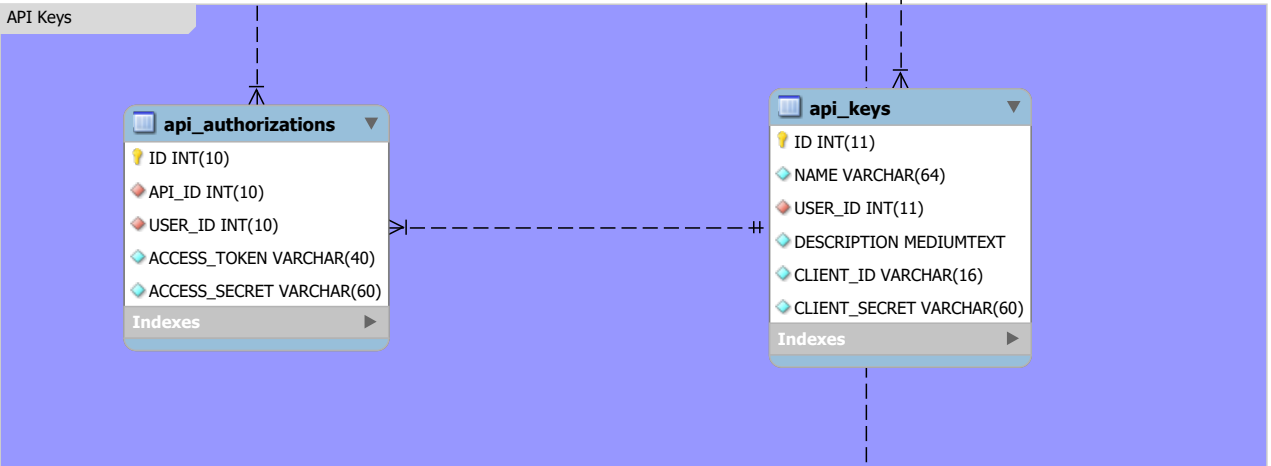 API Keys
api_authorizations
ID INT(10)
API_ID INT(10)
USER_ID INT(10)
ACCESS_TOKEN VARCHAR(40)
ACCESS_SECRET VARCHAR(60)
Indexes
api_keys
ID INT(11)
NAME VARCHAR(64)
USER_ID INT(11)
DESCRIPTION MEDIUMTEXT
CLIENT_ID VARCHAR(16)
CLIENT_SECRET VARCHAR(60)
Indexes